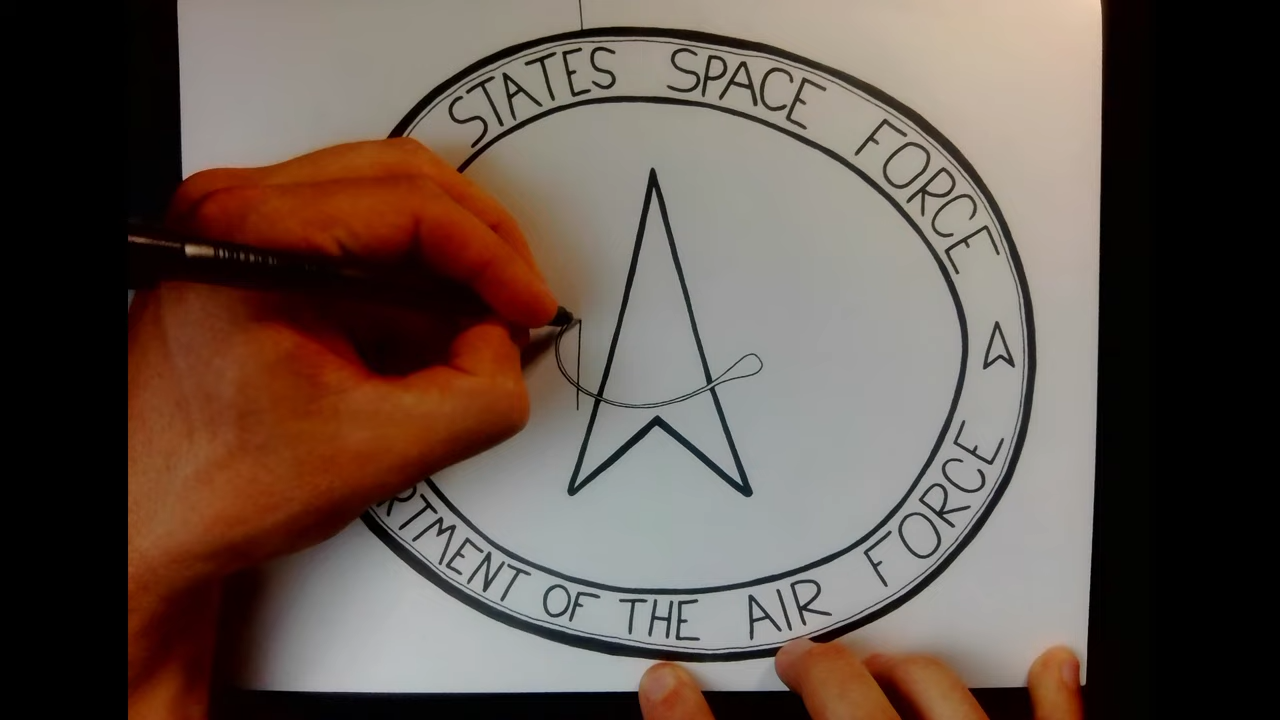 STATES SPACE FORCE
RTMENT OF THE AIR FORCE